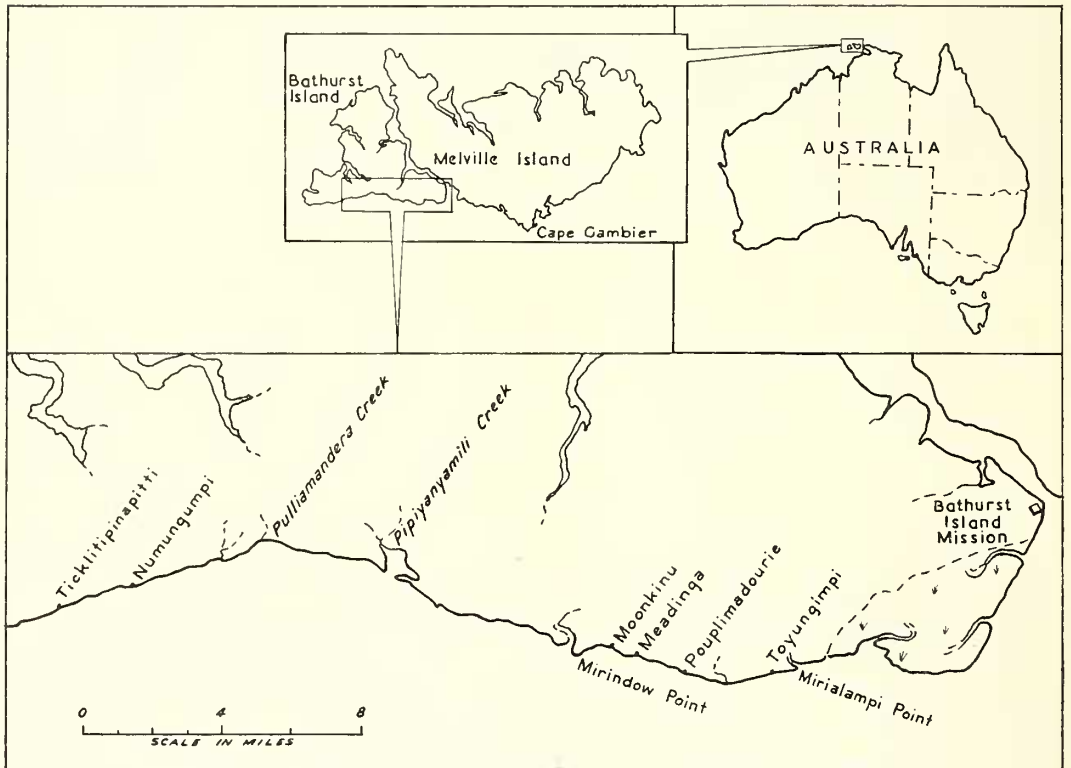 Bathurst
Island
Melville Island
Cape Gambier
AUSTRALIA
Ticklitipinapitti
Numungumpi
Pulliamandera Creek
Pipiyanyamili Creek
Moonkinu
Meadinga
Pouplimadourie
Toyungimpi
Mirindow Point
Mirialampi Point
Bathurst
Island
Mission
0 4 8
SCALE IN MILES